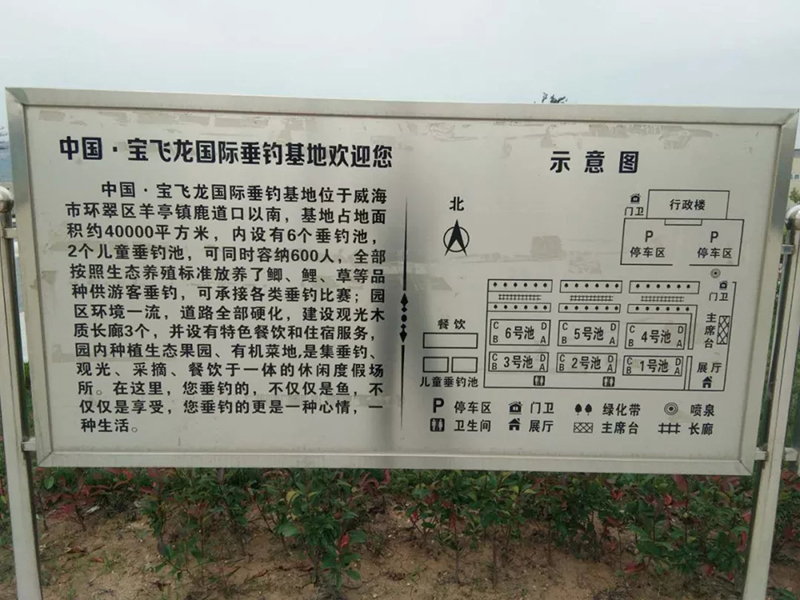 中国·宝飞龙国际垂钓基地欢迎您
中国·宝飞龙国际垂钓基地位于威海
市环翠区羊亭镇鹿道口以南，基地占地面
积约40000平方米，内设有6个垂钓池，
2个儿童垂钓池，可同时容纳600人，全部
按照生态养殖标准放养了鲫、鲤、草等品
种供游客垂钓，可承接各类垂钓比赛；园
区环境一流，道路全部硬化，建设观光木
质长廊3个，并设有特色餐饮和住宿服务，
园内种植生态果园、有机菜地，是集垂钓、
观光、采摘、餐饮于一体的休闲度假场
所。在这里，您垂钓的，不仅仅是鱼，不
仅仅是享受，您垂钓的更是一种心情，一
种生活。
示意图
北
门卫
行政楼
P
停车区
P
停车区
门卫
主席台
餐饮
C 6号池 D
B A
C 5号池 D
B A
C 4号池 D
B A
C 3号池 D
B A
C 2号池 D
B A
C 1号池 D
B A
展厅
儿童垂钓池
P 停车区 门卫 绿化带 喷泉
卫生间 展厅 主席台 长廊